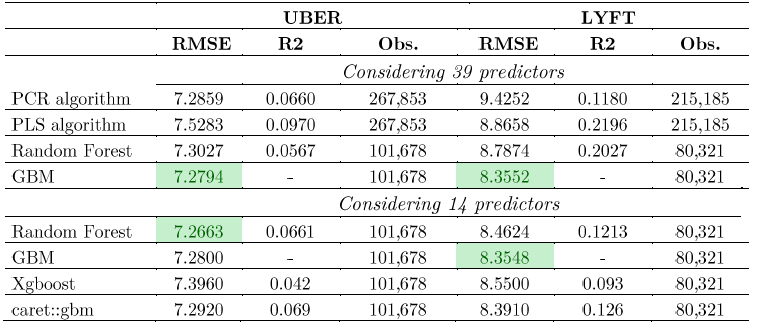 UBER LYFT
RMSE R2 Obs. RMSE R2 Obs.
Considering 39 predictors
PCR algorithm 7.2859 0.0660 267,853 9.4252 0.1180 215,185
PLS algorithm 7.5283 0.0970 267,853 8.8658 0.2196 215,185
Random Forest 7.3027 0.0567 101,678 8.7874 0.2027 80,321
GBM 7.2794 - 101,678 8.3552 - 80,321
Considering 14 predictors
Random Forest 7.2663 0.0661 101,678 8.4624 0.1213 80,321
GBM 7.2800 - 101,678 8.3548 - 80,321
Xgboost 7.3960 0.042 101,678 8.5500 0.093 80,321
caret::gbm 7.2920 0.069 101,678 8.3910 0.126 80,321